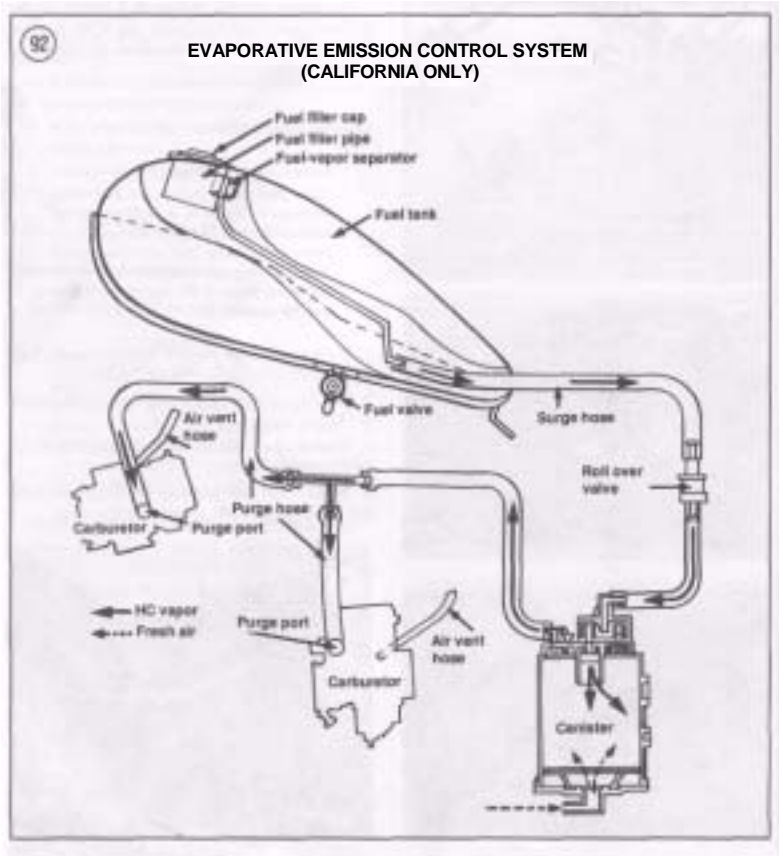 92
EVAPORATIVE EMISSION CONTROL SYSTEM
(CALIFORNIA ONLY)
Fuel filler cap
Fuel filler pipe
Fuel-vapor separator
Fuel tank
Fuel valve
Surge hose
Air vent
hose
Roll over
valve
Carburetor
Purge port
Purge hose
HC vapor
Fresh air
Purge port
Air vent
hose
Carburetor
Canister